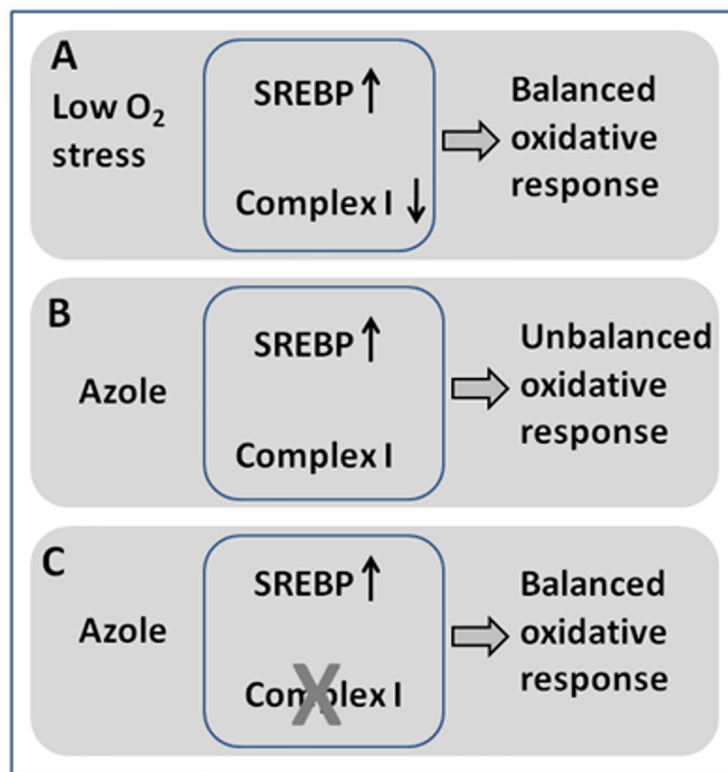 A
Low O₂
stress
SREBP ↑
Complex I ↓
Balanced
oxidative
response
B
Azole
SREBP ↑
Complex I
Unbalanced
oxidative
response
C
Azole
SREBP ↑
Complex I
X
Balanced
oxidative
response